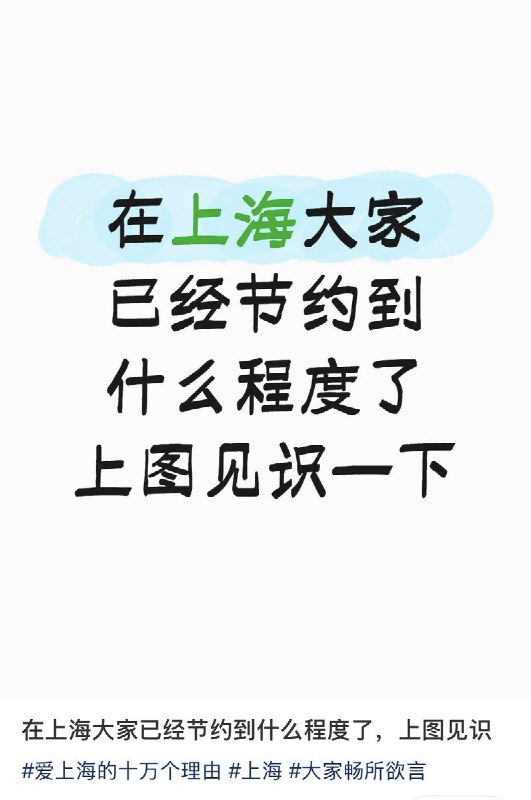 在上海大家
已经节约到
什么程度了
上图见识一下
在上海大家已经节约到什么程度了，上图见识
#爱上海的十万个理由 #上海 #大家畅所欲言